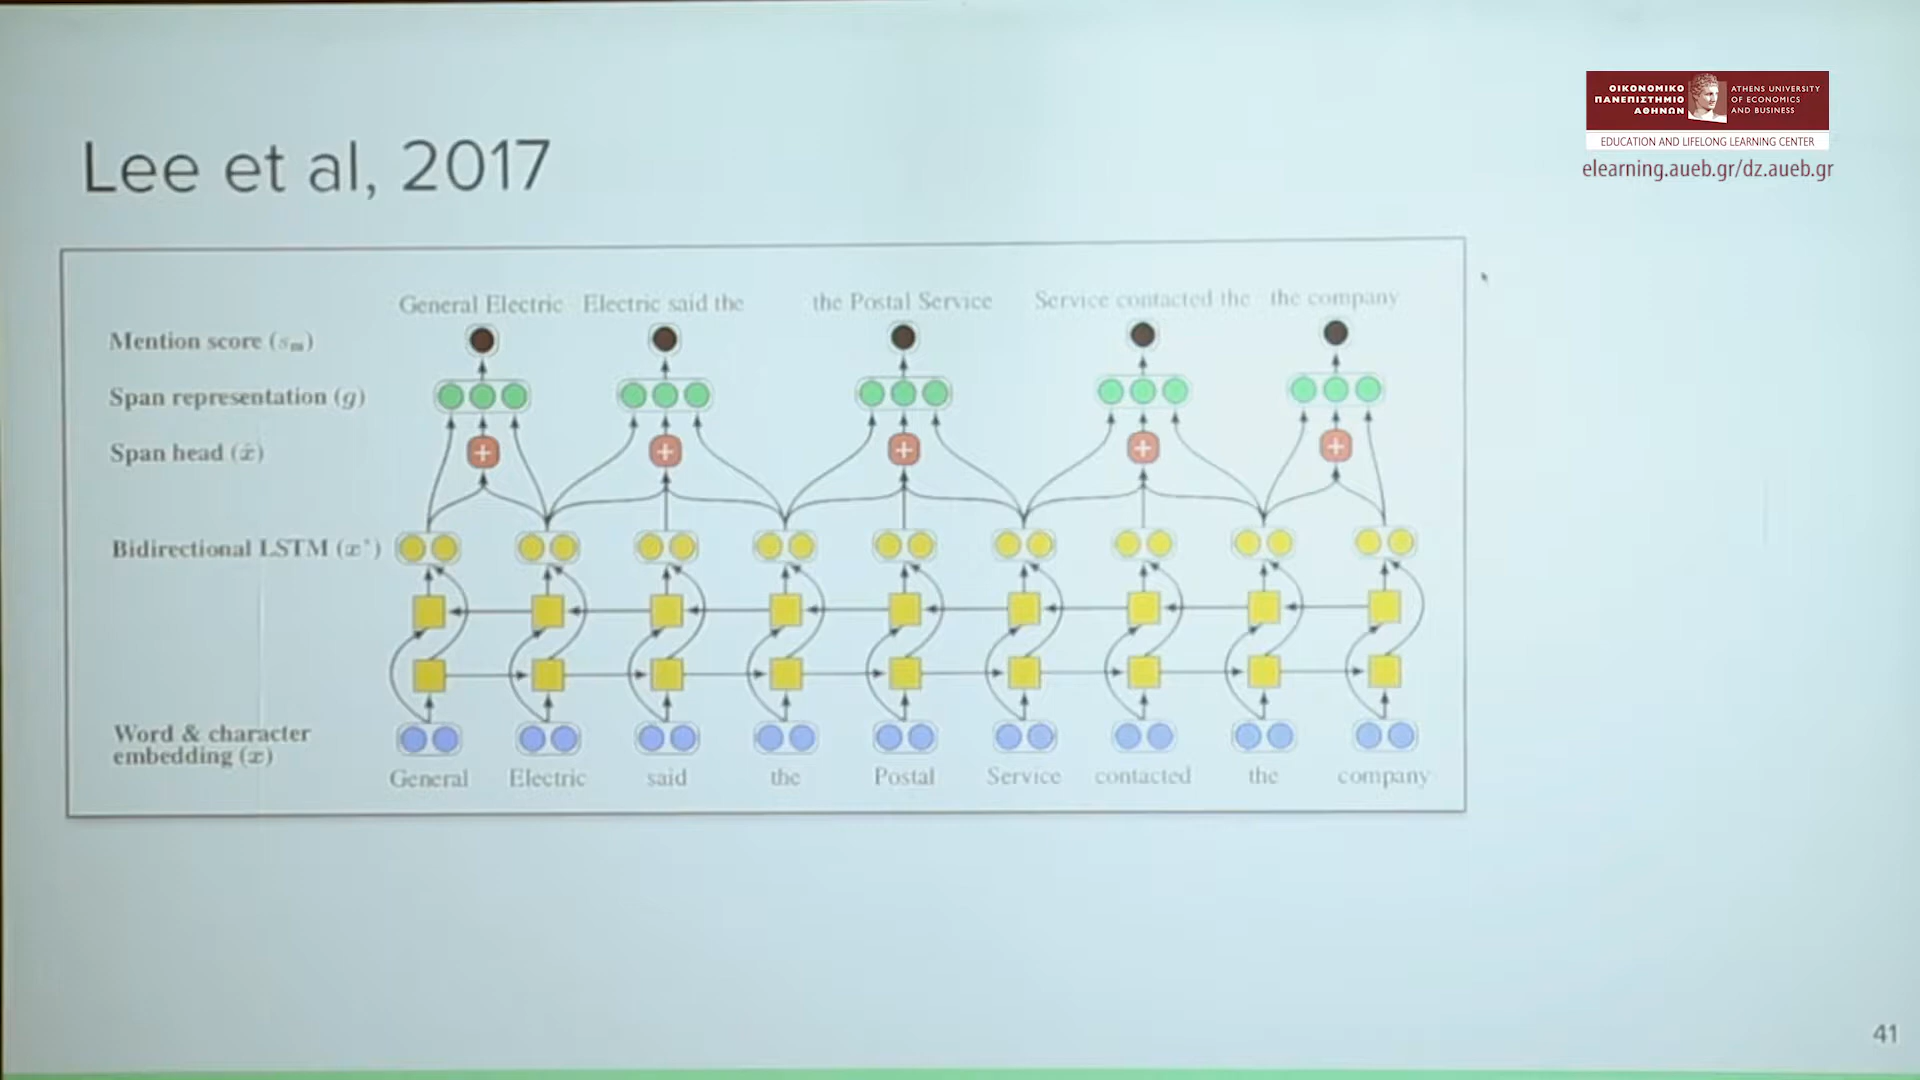 ΟΙΚΟΝΟΜΙΚΟ
ΠΑΝΕΠΙΣΤΗΜΙΟ
ΑΘΗΝΩΝ
ATHENS UNIVERSITY
OF ECONOMICS
AND BUSINESS
EDUCATION AND LIFELONG LEARNING CENTER
elearning.aueb.gr/dz.aueb.gr
Lee et al, 2017
General Electric Electric said the the Postal Service Service contacted the the company
Mention score (sm)
Span representation (g)
Span head (x̂)
Bidirectional LSTM (x*)
Word & character
embedding (x)
General Electric said the Postal Service contacted the company
41